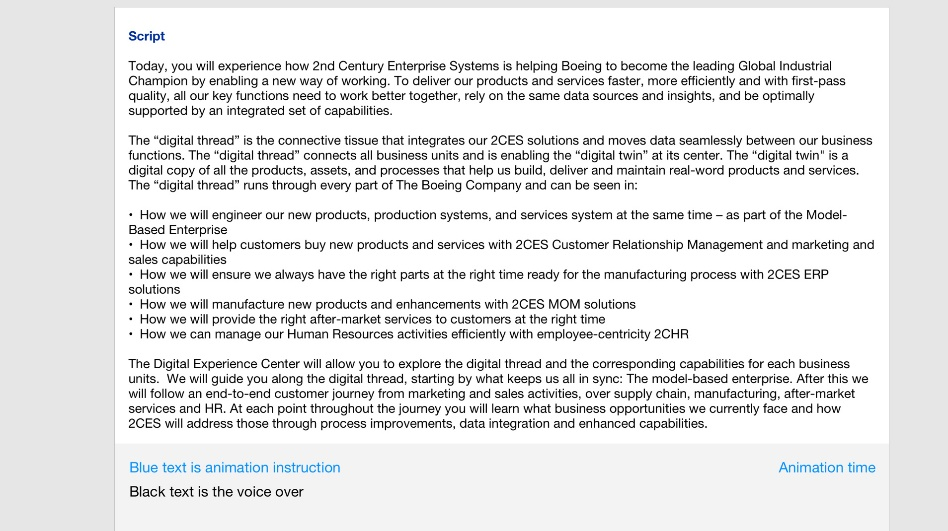 Script
Today, you will experience how 2nd Century Enterprise Systems is helping Boeing to become the leading Global Industrial
Champion by enabling a new way of working. To deliver our products and services faster, more efficiently and with first-pass
quality, all our key functions need to work better together, rely on the same data sources and insights, and be optimally
supported by an integrated set of capabilities.
The “digital thread” is the connective tissue that integrates our 2CES solutions and moves data seamlessly between our business
functions. The “digital thread” connects all business units and is enabling the “digital twin” at its center. The “digital twin" is a
digital copy of all the products, assets, and processes that help us build, deliver and maintain real-word products and services.
The “digital thread” runs through every part of The Boeing Company and can be seen in:
• How we will engineer our new products, production systems, and services system at the same time – as part of the Model-
Based Enterprise
• How we will help customers buy new products and services with 2CES Customer Relationship Management and marketing and
sales capabilities
• How we will ensure we always have the right parts at the right time ready for the manufacturing process with 2CES ERP
solutions
• How we will manufacture new products and enhancements with 2CES MOM solutions
• How we will provide the right after-market services to customers at the right time
• How we can manage our Human Resources activities efficiently with employee-centricity 2CHR
The Digital Experience Center will allow you to explore the digital thread and the corresponding capabilities for each business
units. We will guide you along the digital thread, starting by what keeps us all in sync: The model-based enterprise. After this we
will follow an end-to-end customer journey from marketing and sales activities, over supply chain, manufacturing, after-market
services and HR. At each point throughout the journey you will learn what business opportunities we currently face and how
2CES will address those through process improvements, data integration and enhanced capabilities.
Blue text is animation instruction
Animation time
Black text is the voice over